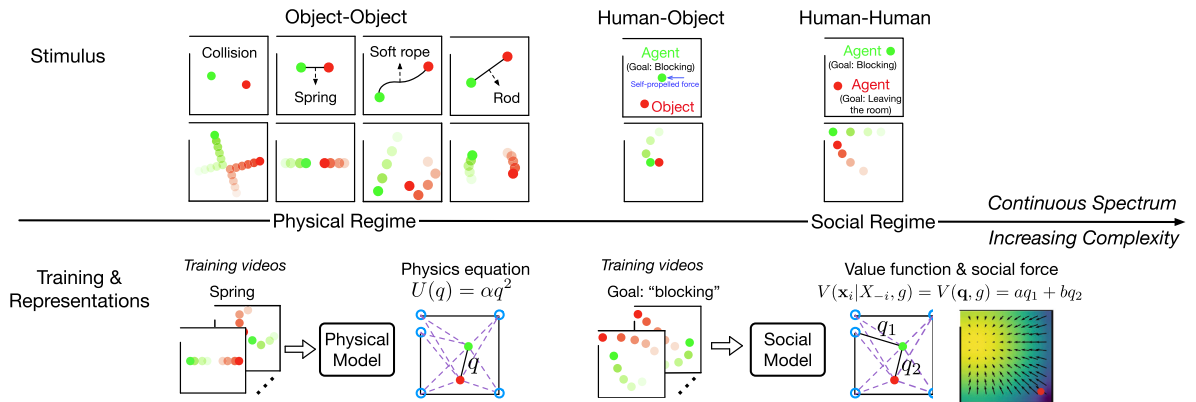 Object-Object
Human-Object
Human-Human
Stimulus
Collision
Spring
Soft rope
Rod
Agent
(Goal: Blocking)
Self-propelled force
Object
Agent
(Goal: Blocking)
Agent
(Goal: Leaving
the room)
Physical Regime
Social Regime
Continuous Spectrum
Increasing Complexity
Training &
Representations
Training videos
Spring
Physical
Model
Physics equation
U(q) = αq²
q
Training videos
Goal: “blocking”
Social
Model
Value function & social force
V(𝐱ᵢ|X₋ᵢ, g) = V(𝐪, g) = aq₁ + bq₂
q₁
q₂